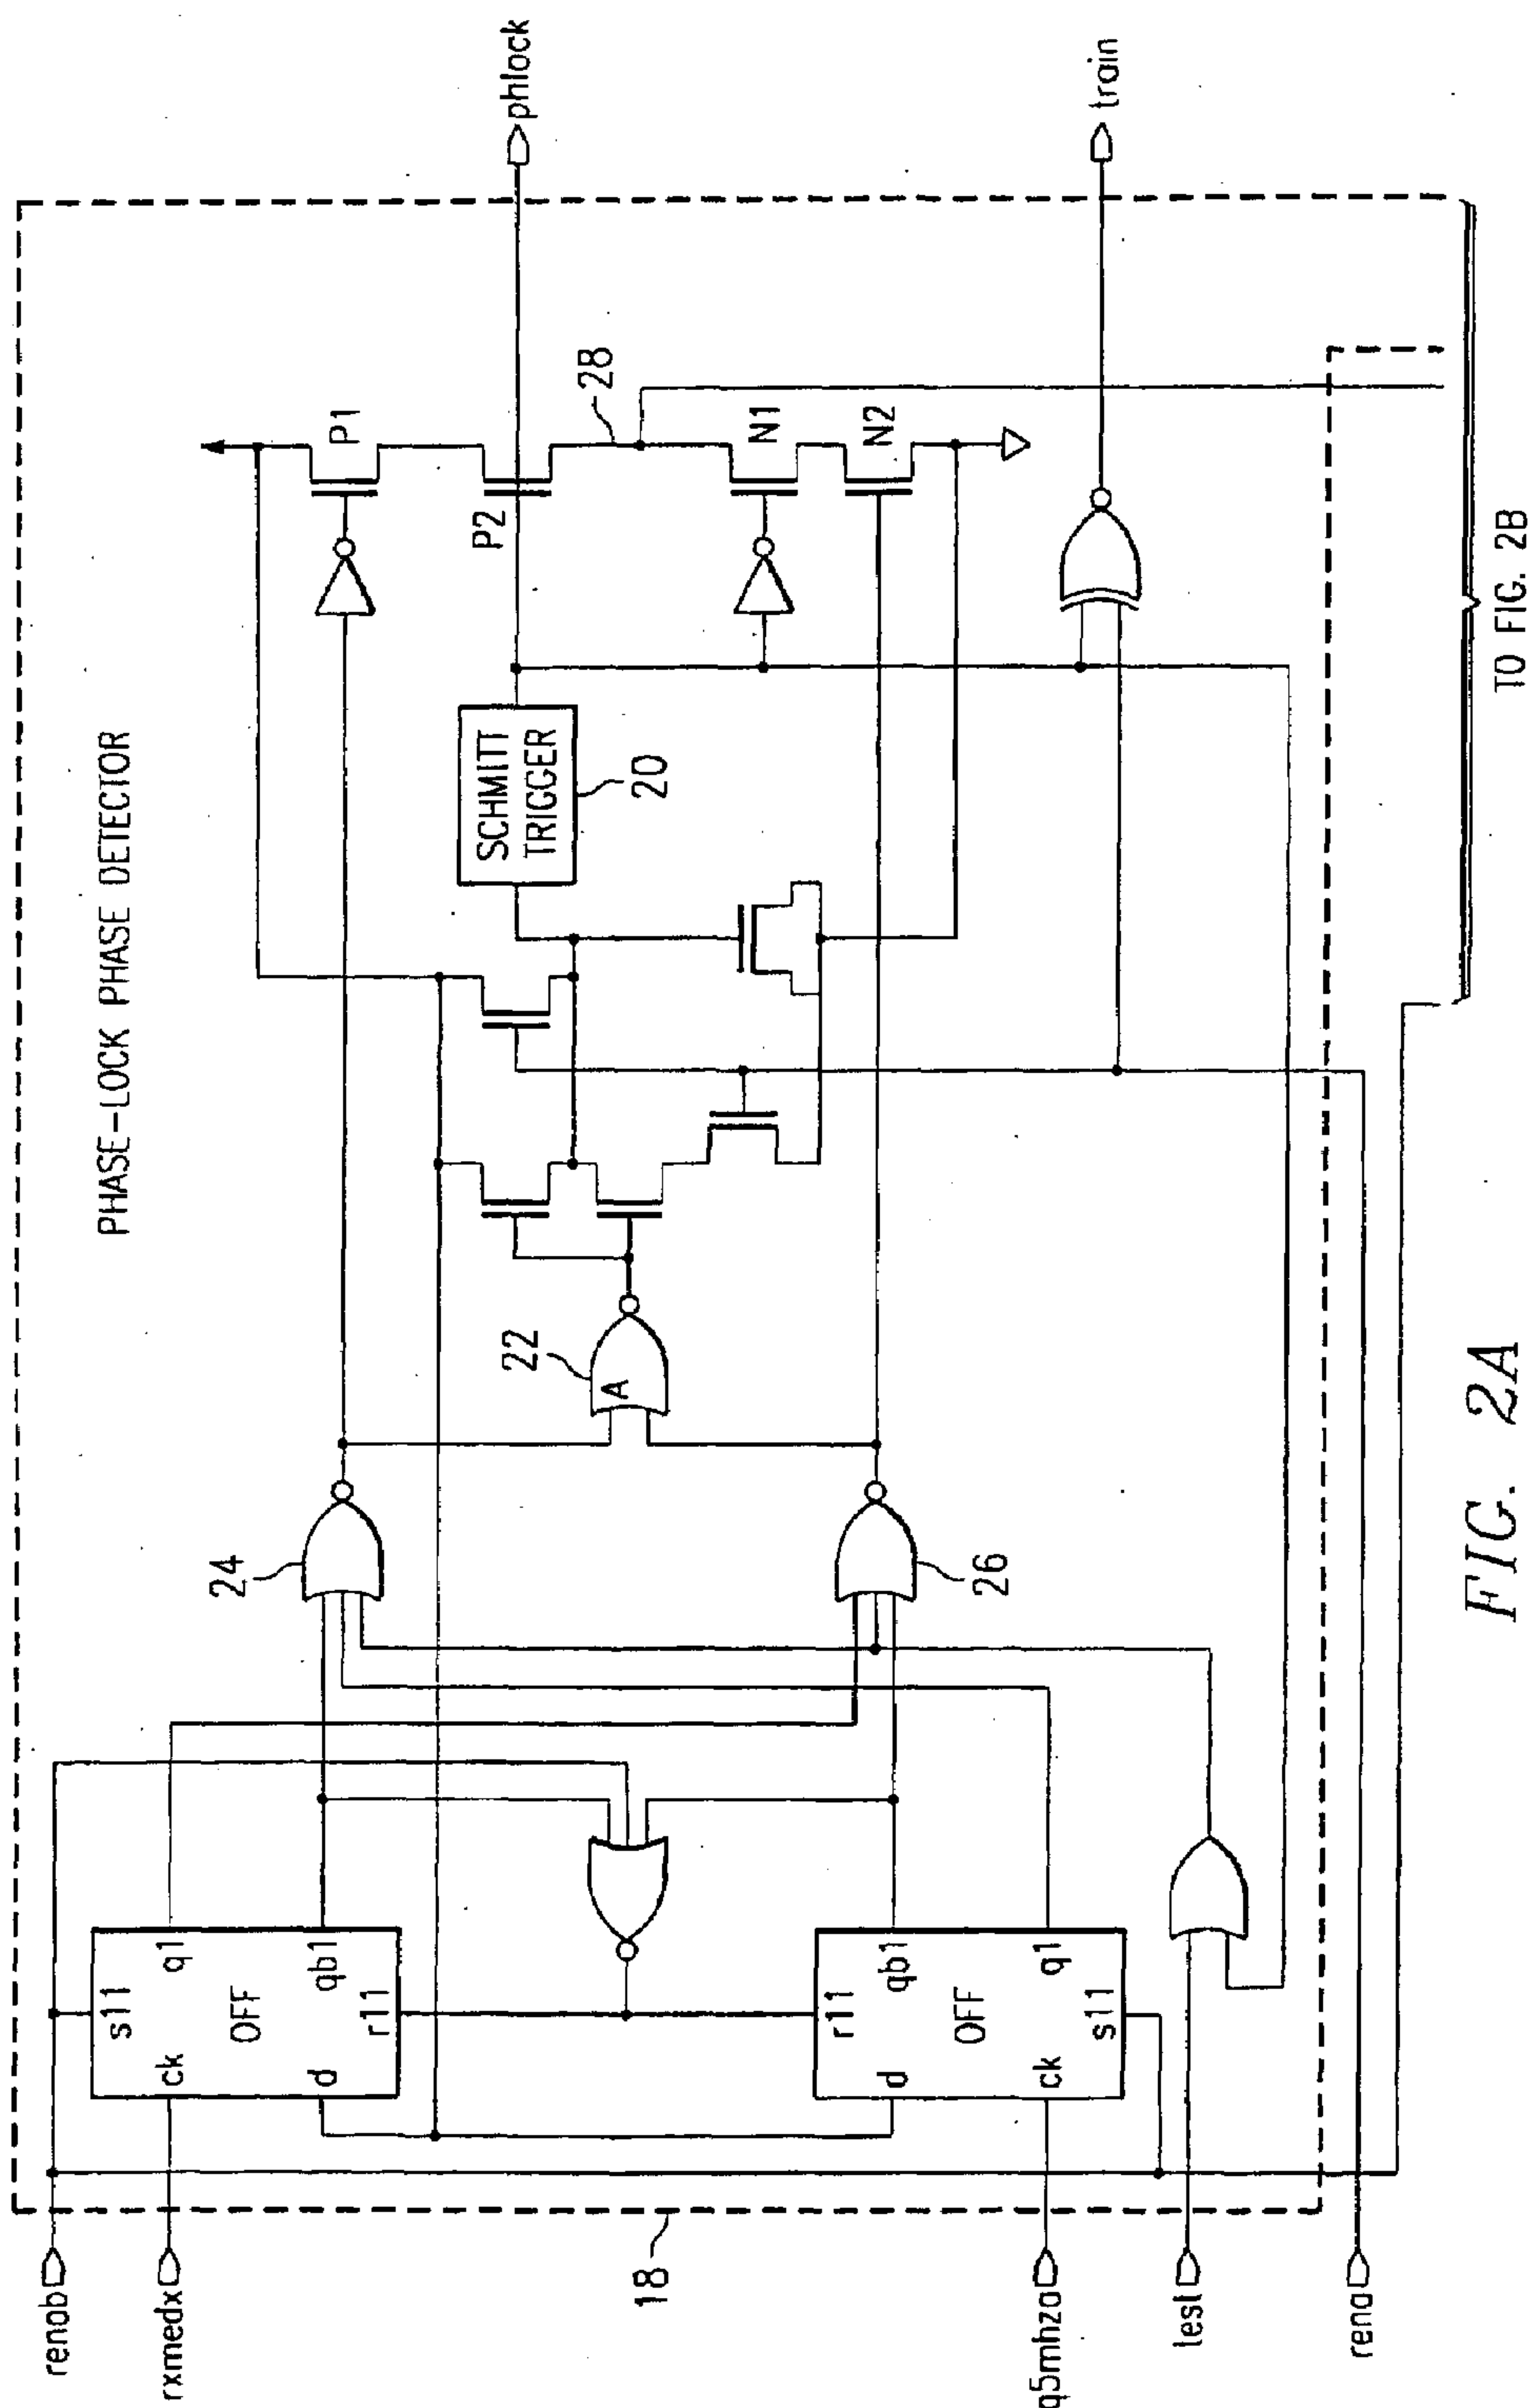 PHASE-LOCK PHASE DETECTOR
renab
rxmedx
18
q5mhza
test
rena
s11
q1
ck
OFF
d
qb1
r11
r11
d
qb1
OFF
ck
q1
s11
24
26
22
A
SCHMITT
TRIGGER
20
P1
P2
28
N1
N2
phlock
train
TO FIG. 2B
FIG. 2A